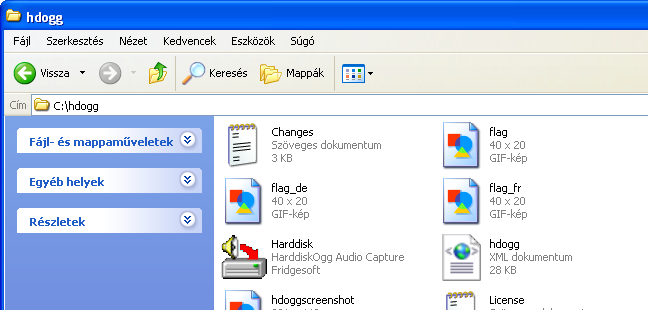 hdogg
Fájl Szerkesztés Nézet Kedvencek Eszközök Súgó
Vissza Keresés Mappák
Cím C:\hdogg
Fájl- és mappaműveletek
Egyéb helyek
Részletek
Changes
Szöveges dokumentum
3 KB
flag
40 x 20
GIF-kép
flag_de
40 x 20
GIF-kép
flag_fr
40 x 20
GIF-kép
Harddisk
HarddiskOgg Audio Capture
Fridgesoft
hdogg
XML dokumentum
28 KB
hdoggscreenshot
License